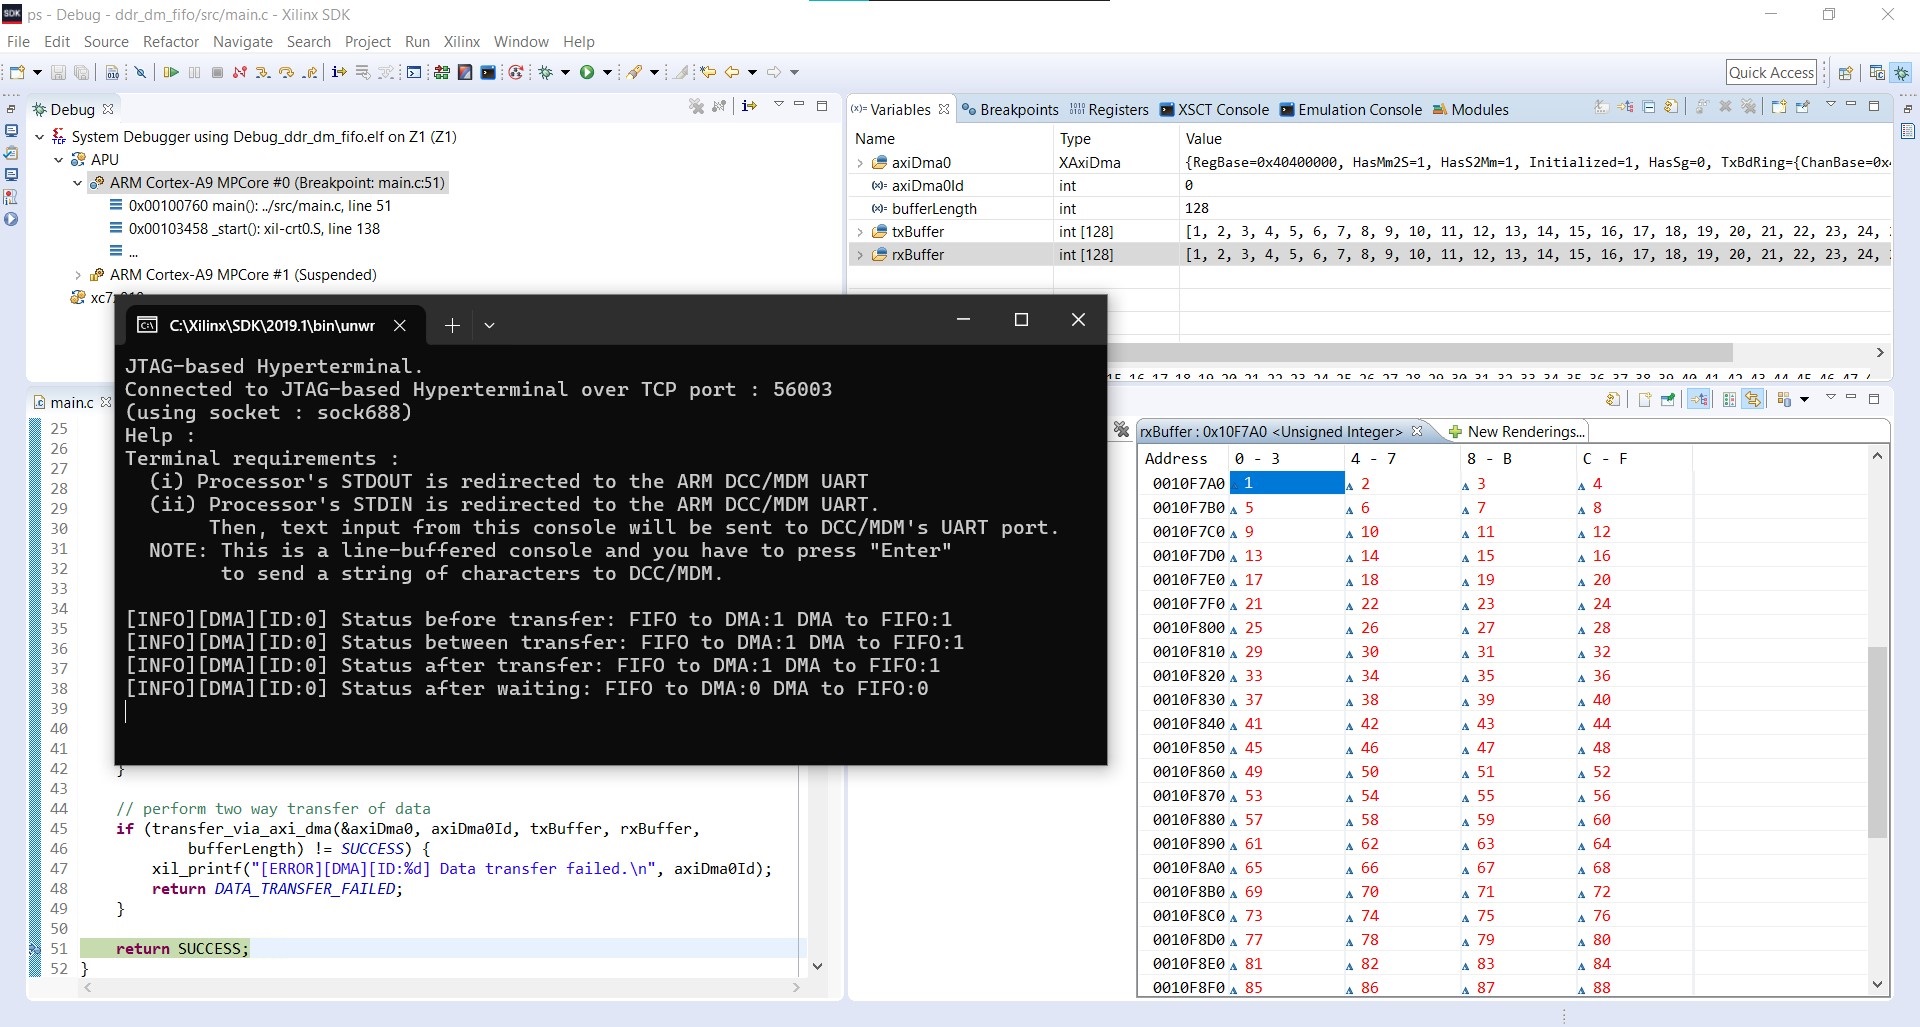 SDK ps - Debug - ddr_dm_fifo/src/main.c - Xilinx SDK
File Edit Source Refactor Navigate Search Project Run Xilinx Window Help
Quick Access
Debug
System Debugger using Debug_ddr_dm_fifo.elf on Z1 (Z1)
APU
ARM Cortex-A9 MPCore #0 (Breakpoint: main.c:51)
0x00100760 main(): ../src/main.c, line 51
0x00103458 _start(): xil-crt0.S, line 138
...
ARM Cortex-A9 MPCore #1 (Suspended)
Variables Breakpoints Registers XSCT Console Emulation Console Modules
Name Type Value
axiDma0 XAxiDma {RegBase=0x40400000, HasMm2S=1, HasS2Mm=1, Initialized=1, HasSg=0, TxBdRing={ChanBase=0x
axiDma0Id int 0
bufferLength int 128
txBuffer int [128] [1, 2, 3, 4, 5, 6, 7, 8, 9, 10, 11, 12, 13, 14, 15, 16, 17, 18, 19, 20, 21, 22, 23, 24,
rxBuffer int [128] [1, 2, 3, 4, 5, 6, 7, 8, 9, 10, 11, 12, 13, 14, 15, 16, 17, 18, 19, 20, 21, 22, 23, 24,
C:\Xilinx\SDK\2019.1\bin\unwr
JTAG-based Hyperterminal.
Connected to JTAG-based Hyperterminal over TCP port : 56003
(using socket : sock688)
Help :
Terminal requirements :
(i) Processor's STDOUT is redirected to the ARM DCC/MDM UART
(ii) Processor's STDIN is redirected to the ARM DCC/MDM UART.
Then, text input from this console will be sent to DCC/MDM's UART port.
NOTE: This is a line-buffered console and you have to press "Enter"
to send a string of characters to DCC/MDM.
[INFO][DMA][ID:0] Status before transfer: FIFO to DMA:1 DMA to FIFO:1
[INFO][DMA][ID:0] Status between transfer: FIFO to DMA:1 DMA to FIFO:1
[INFO][DMA][ID:0] Status after transfer: FIFO to DMA:1 DMA to FIFO:1
[INFO][DMA][ID:0] Status after waiting: FIFO to DMA:0 DMA to FIFO:0
main.c
25
26
27
28
29
30
31
32
33
34
35
36
37
38
39
40
41
42 }
43
44 // perform two way transfer of data
45 if (transfer_via_axi_dma(&axiDma0, axiDma0Id, txBuffer, rxBuffer,
46 bufferLength) != SUCCESS) {
47 xil_printf("[ERROR][DMA][ID:%d] Data transfer failed.\n", axiDma0Id);
48 return DATA_TRANSFER_FAILED;
49 }
50
51 return SUCCESS;
52 }
rxBuffer : 0x10F7A0 <Unsigned Integer> New Renderings...
Address 0 - 3 4 - 7 8 - B C - F
0010F7A0 1 2 3 4
0010F7B0 5 6 7 8
0010F7C0 9 10 11 12
0010F7D0 13 14 15 16
0010F7E0 17 18 19 20
0010F7F0 21 22 23 24
0010F800 25 26 27 28
0010F810 29 30 31 32
0010F820 33 34 35 36
0010F830 37 38 39 40
0010F840 41 42 43 44
0010F850 45 46 47 48
0010F860 49 50 51 52
0010F870 53 54 55 56
0010F880 57 58 59 60
0010F890 61 62 63 64
0010F8A0 65 66 67 68
0010F8B0 69 70 71 72
0010F8C0 73 74 75 76
0010F8D0 77 78 79 80
0010F8E0 81 82 83 84
0010F8F0 85 86 87 88